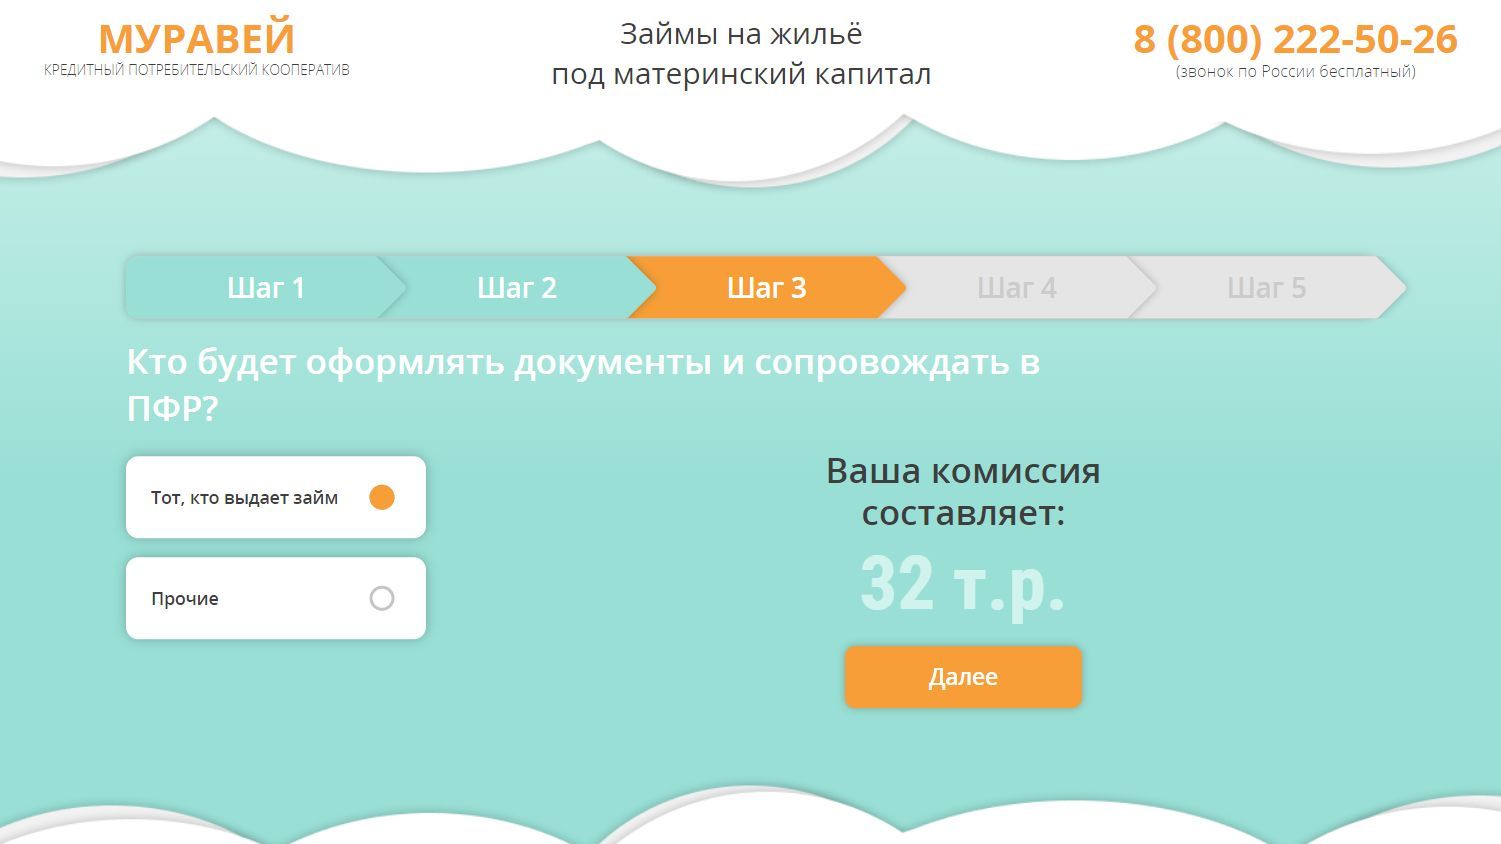 МУРАВЕЙ
КРЕДИТНЫЙ ПОТРЕБИТЕЛЬСКИЙ КООПЕРАТИВ
Займы на жильё
под материнский капитал
8 (800) 222-50-26
(звонок по России бесплатный)
Шаг 1
Шаг 2
Шаг 3
Шаг 4
Шаг 5
Кто будет оформлять документы и сопровождать в
ПФР?
Тот, кто выдает займ
Прочие
Ваша комиссия
составляет:
32 т.р.
Далее